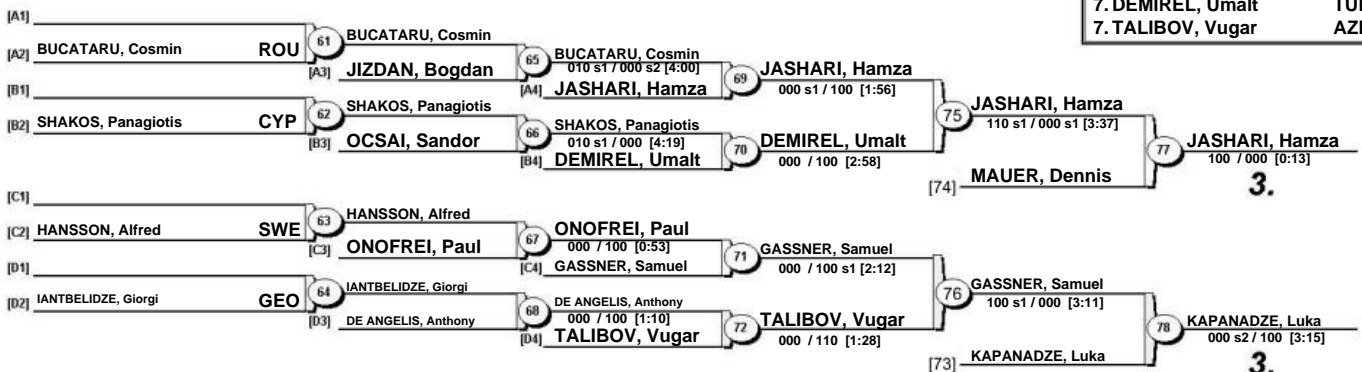 7. DEMIREL, Umalt
7. TALIBOV, Vugar
[A1]
[A2] BUCATARU, Cosmin ROU
61 BUCATARU, Cosmin
[A3] JIZDAN, Bogdan
65 BUCATARU, Cosmin
010 s1 / 000 s2 [4:00]
[A4] JASHARI, Hamza
69 JASHARI, Hamza
000 s1 / 100 [1:56]
[B1]
[B2] SHAKOS, Panagiotis CYP
62 SHAKOS, Panagiotis
[B3] OCSAI, Sandor
66 SHAKOS, Panagiotis
010 s1 / 000 [4:19]
[B4] DEMIREL, Umalt
70 DEMIREL, Umalt
000 / 100 [2:58]
75 JASHARI, Hamza
110 s1 / 000 s1 [3:37]
[74] MAUER, Dennis
77 JASHARI, Hamza
100 / 000 [0:13]
3.
[C1]
[C2] HANSSON, Alfred SWE
63 HANSSON, Alfred
[C3] ONOFREI, Paul
67 ONOFREI, Paul
000 / 100 [0:53]
[C4] GASSNER, Samuel
71 GASSNER, Samuel
000 / 100 s1 [2:12]
[D1]
[D2] IANTBELIDZE, Giorgi GEO
64 IANTBELIDZE, Giorgi
[D3] DE ANGELIS, Anthony
68 DE ANGELIS, Anthony
000 / 100 [1:10]
[D4] TALIBOV, Vugar
72 TALIBOV, Vugar
000 / 110 [1:28]
76 GASSNER, Samuel
100 s1 / 000 [3:11]
[73] KAPANADZE, Luka
78 KAPANADZE, Luka
000 s2 / 100 [3:15]
3.